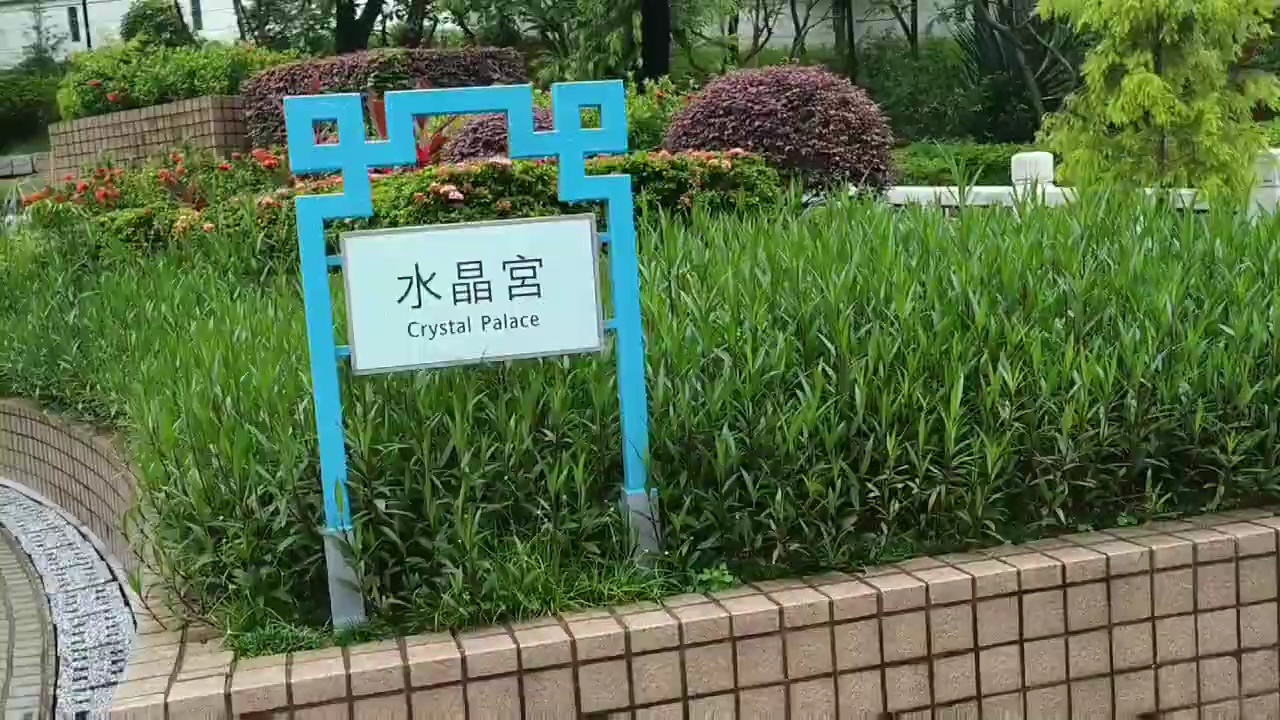 水晶宮
Crystal Palace